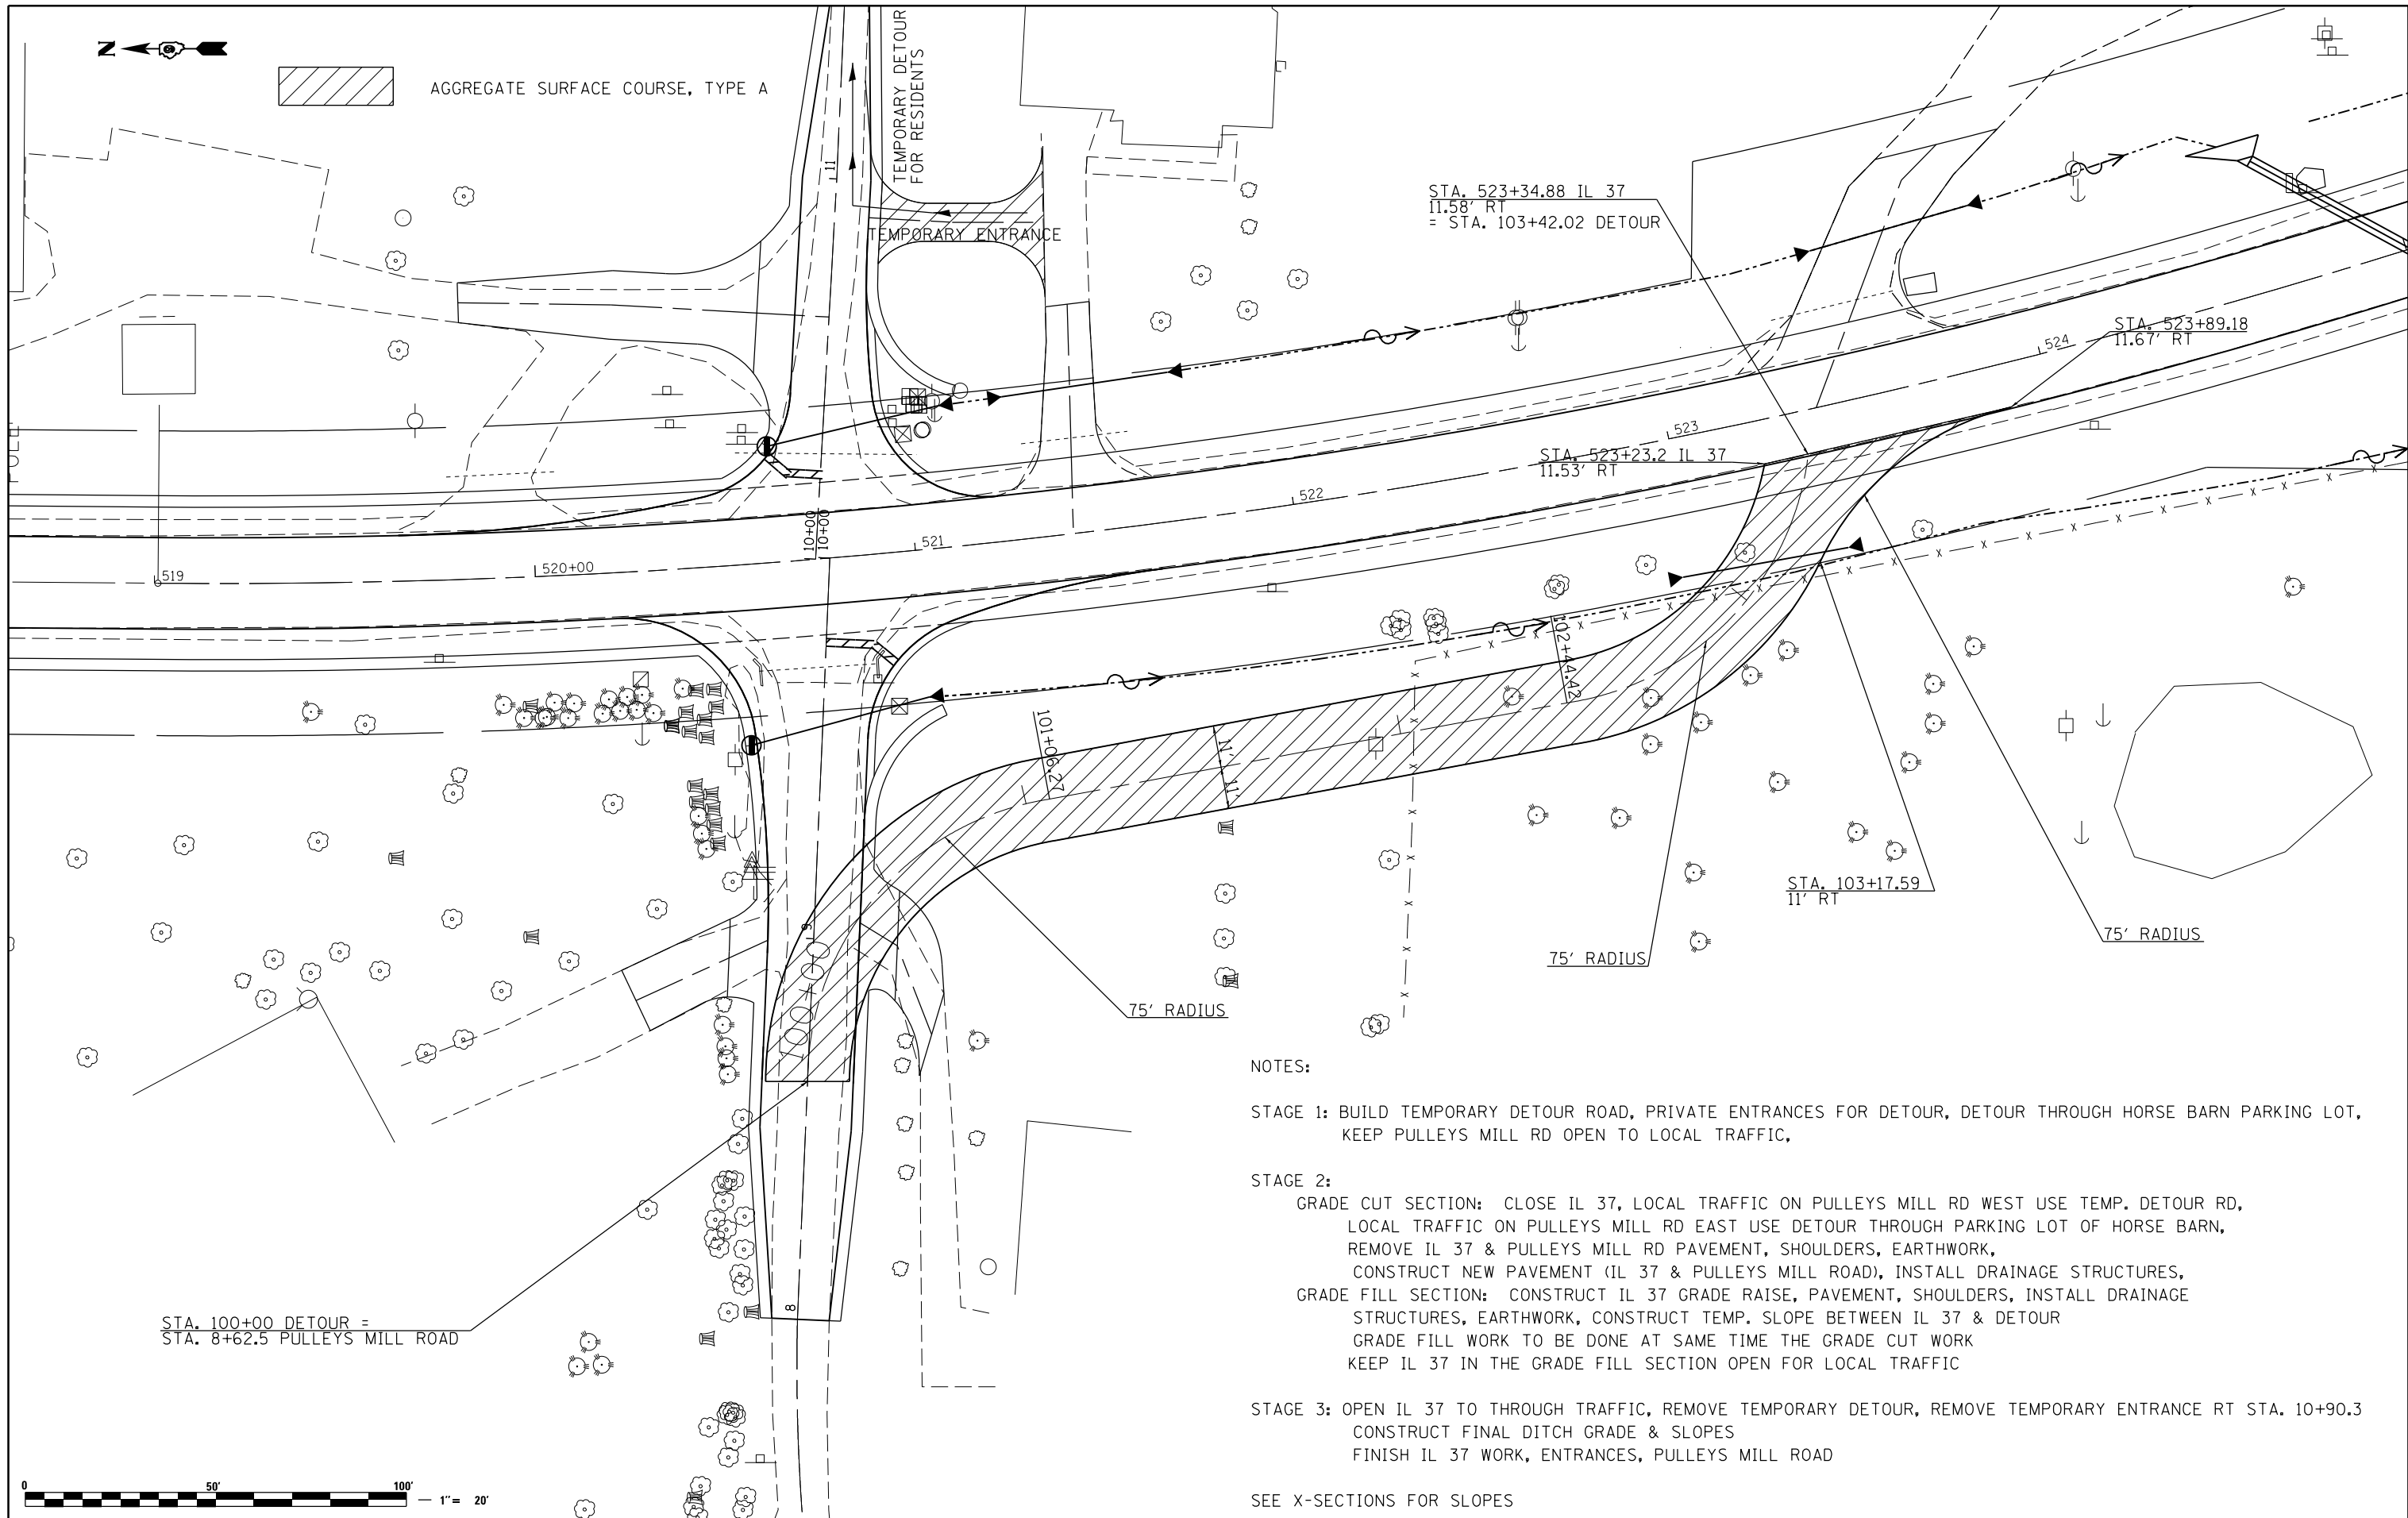 N
AGGREGATE SURFACE COURSE, TYPE A
TEMPORARY DETOUR
FOR RESIDENTS
11
TEMPORARY ENTRANCE
STA. 523+34.88 IL 37
11.58' RT
= STA. 103+42.02 DETOUR
STA. 523+89.18
11.67' RT
524
523
STA. 523+23.2 IL 37
11.53' RT
522
521
10+00
10+00
520+00
519
102+44.42
101+06.27
11'
11'
9
STA. 103+17.59
11' RT
75' RADIUS
75' RADIUS
75' RADIUS
8
STA. 100+00 DETOUR =
STA. 8+62.5 PULLEYS MILL ROAD
NOTES:
STAGE 1: BUILD TEMPORARY DETOUR ROAD, PRIVATE ENTRANCES FOR DETOUR, DETOUR THROUGH HORSE BARN PARKING LOT,
KEEP PULLEYS MILL RD OPEN TO LOCAL TRAFFIC,
STAGE 2:
GRADE CUT SECTION: CLOSE IL 37, LOCAL TRAFFIC ON PULLEYS MILL RD WEST USE TEMP. DETOUR RD,
LOCAL TRAFFIC ON PULLEYS MILL RD EAST USE DETOUR THROUGH PARKING LOT OF HORSE BARN,
REMOVE IL 37 & PULLEYS MILL RD PAVEMENT, SHOULDERS, EARTHWORK,
CONSTRUCT NEW PAVEMENT (IL 37 & PULLEYS MILL ROAD), INSTALL DRAINAGE STRUCTURES,
GRADE FILL SECTION: CONSTRUCT IL 37 GRADE RAISE, PAVEMENT, SHOULDERS, INSTALL DRAINAGE
STRUCTURES, EARTHWORK, CONSTRUCT TEMP. SLOPE BETWEEN IL 37 & DETOUR
GRADE FILL WORK TO BE DONE AT SAME TIME THE GRADE CUT WORK
KEEP IL 37 IN THE GRADE FILL SECTION OPEN FOR LOCAL TRAFFIC
STAGE 3: OPEN IL 37 TO THROUGH TRAFFIC, REMOVE TEMPORARY DETOUR, REMOVE TEMPORARY ENTRANCE RT STA. 10+90.3
CONSTRUCT FINAL DITCH GRADE & SLOPES
FINISH IL 37 WORK, ENTRANCES, PULLEYS MILL ROAD
SEE X-SECTIONS FOR SLOPES
0 50' 100'
1" = 20'